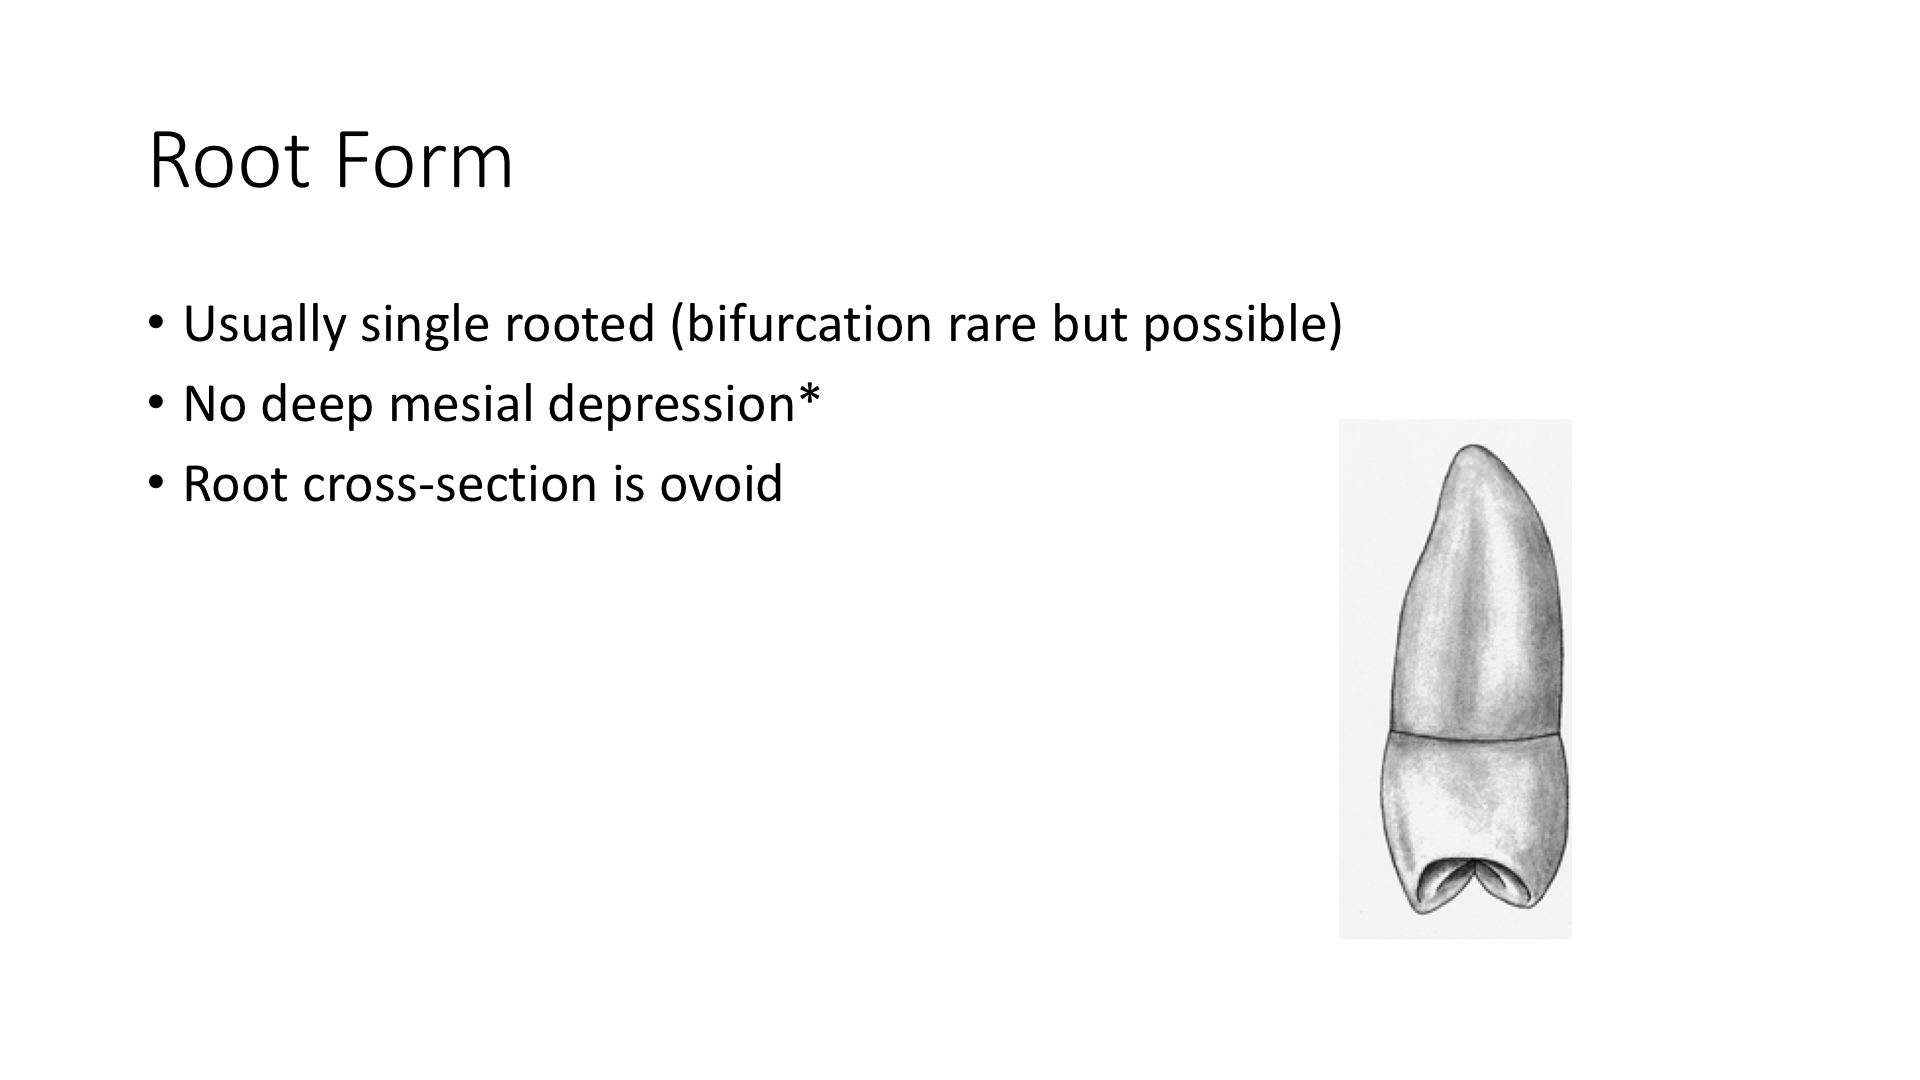 Root Form
• Usually single rooted (bifurcation rare but possible)
• No deep mesial depression*
• Root cross-section is ovoid